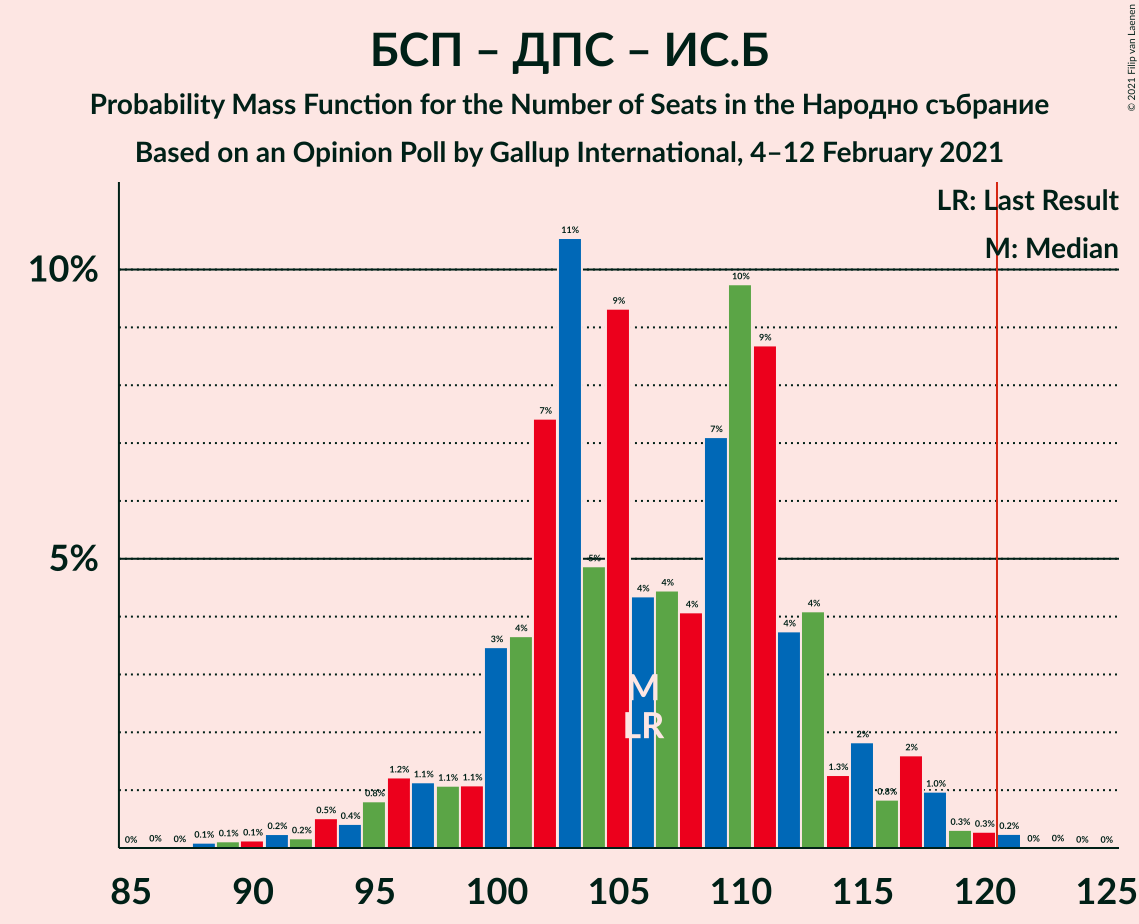 БСП – ДПС – ИС.Б
Probability Mass Function for the Number of Seats in the Народно събрание
Based on an Opinion Poll by Gallup International, 4–12 February 2021
© 2021 Filip van Laenen
LR: Last Result
M: Median
10%
5%
0% 0% 0% 0.1% 0.1% 0.1% 0.2% 0.2% 0.5% 0.4% 0.8% 1.2% 1.1% 1.1% 1.1% 3% 4% 7% 11% 5% 9% 4% 4% 4% 7% 10% 9% 4% 4% 1.3% 2% 0.8% 2% 1.0% 0.3% 0.3% 0.2% 0% 0% 0% 0%
M
LR
85 90 95 100 105 110 115 120 125